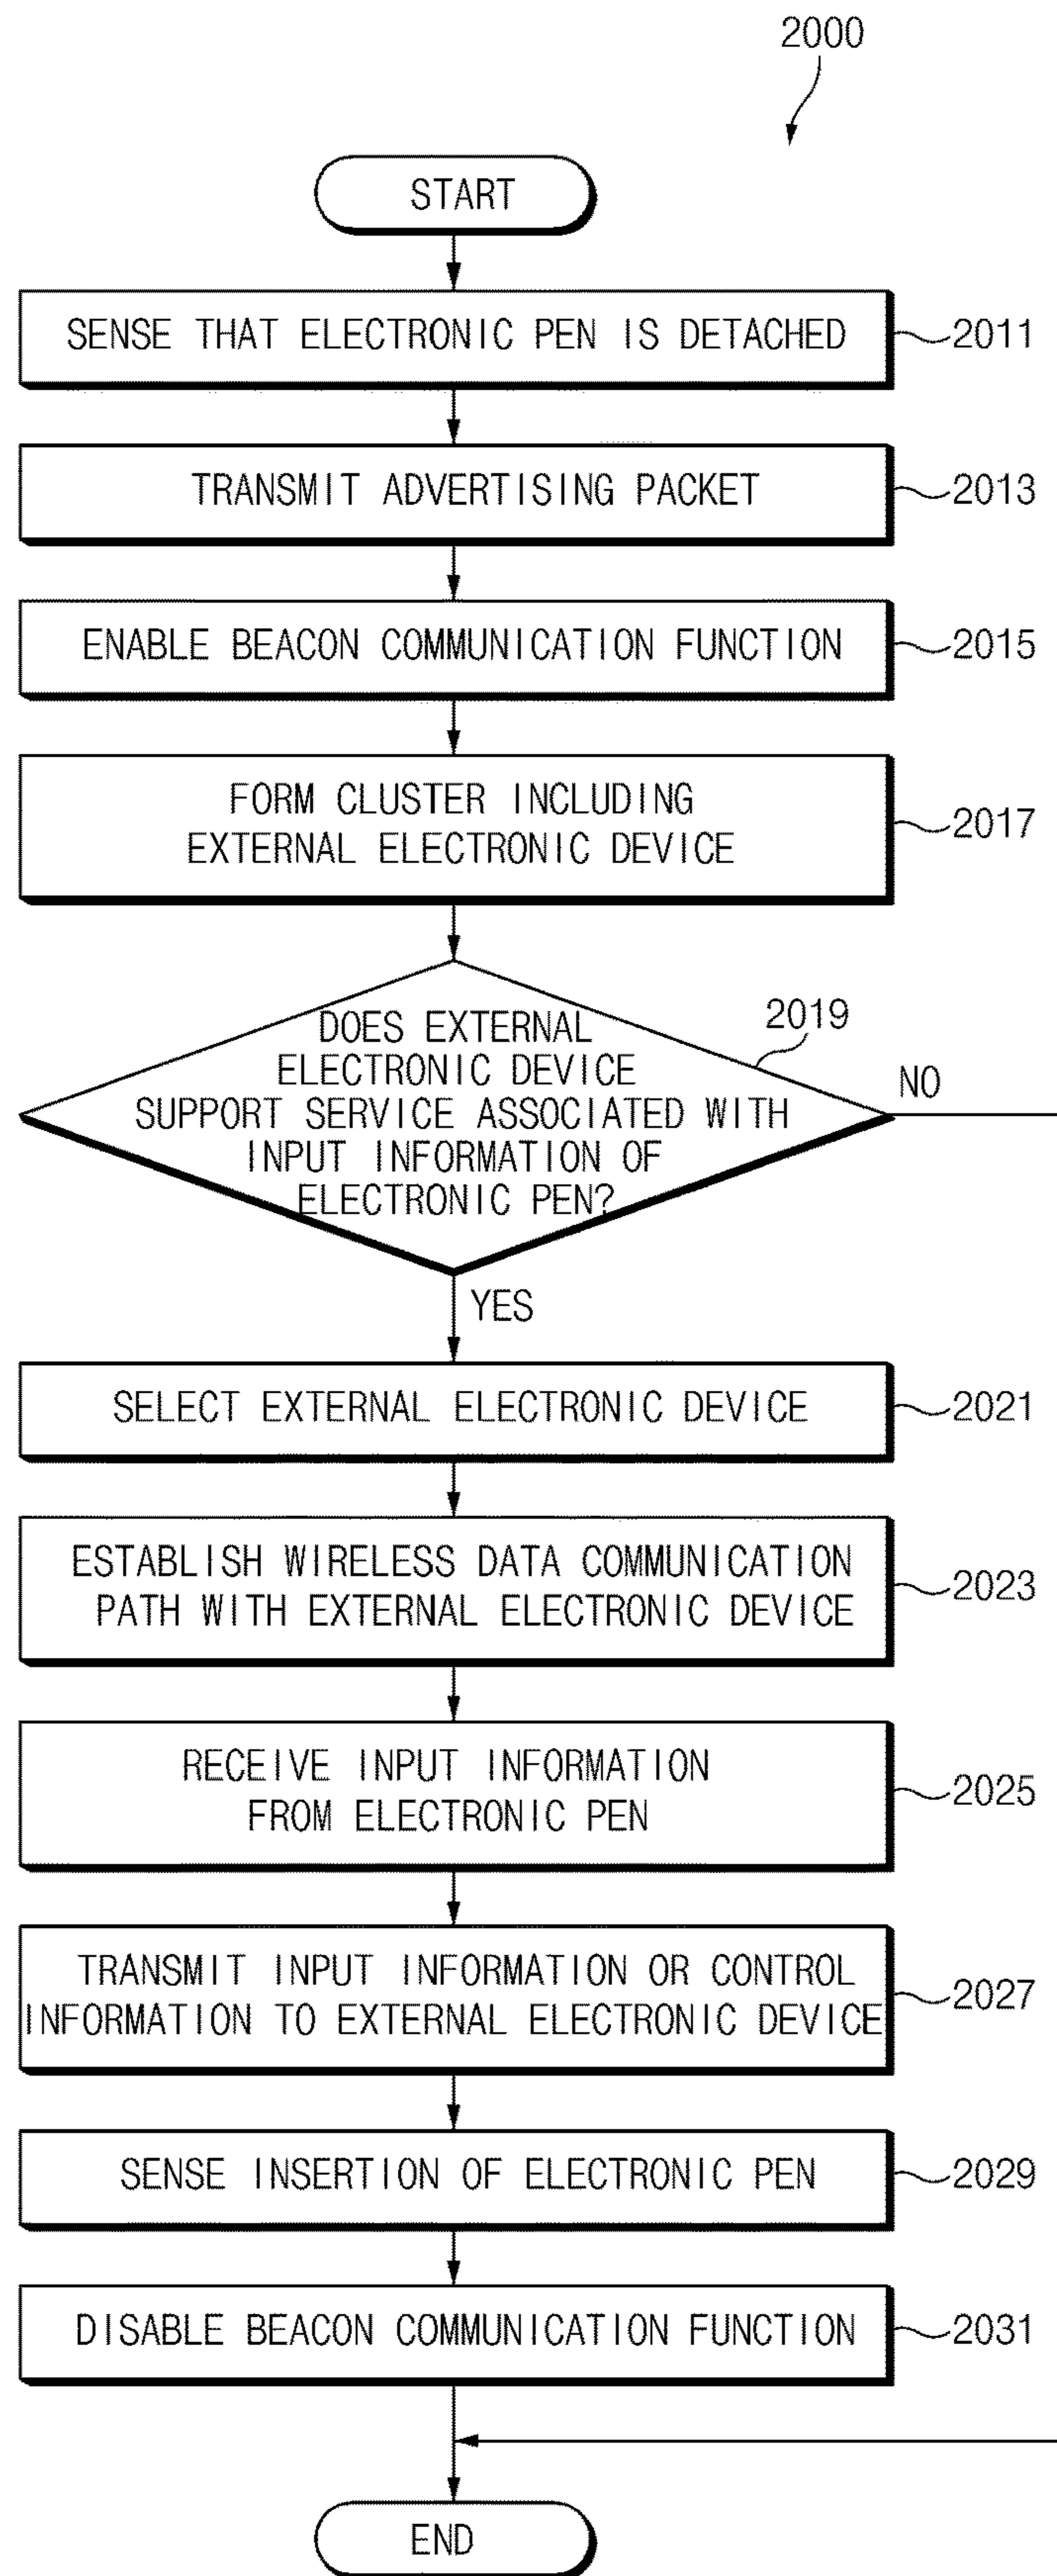 2000
START
SENSE THAT ELECTRONIC PEN IS DETACHED
2011
TRANSMIT ADVERTISING PACKET
2013
ENABLE BEACON COMMUNICATION FUNCTION
2015
FORM CLUSTER INCLUDING
EXTERNAL ELECTRONIC DEVICE
2017
DOES EXTERNAL
ELECTRONIC DEVICE
SUPPORT SERVICE ASSOCIATED WITH
INPUT INFORMATION OF
ELECTRONIC PEN?
2019
NO
YES
SELECT EXTERNAL ELECTRONIC DEVICE
2021
ESTABLISH WIRELESS DATA COMMUNICATION
PATH WITH EXTERNAL ELECTRONIC DEVICE
2023
RECEIVE INPUT INFORMATION
FROM ELECTRONIC PEN
2025
TRANSMIT INPUT INFORMATION OR CONTROL
INFORMATION TO EXTERNAL ELECTRONIC DEVICE
2027
SENSE INSERTION OF ELECTRONIC PEN
2029
DISABLE BEACON COMMUNICATION FUNCTION
2031
END